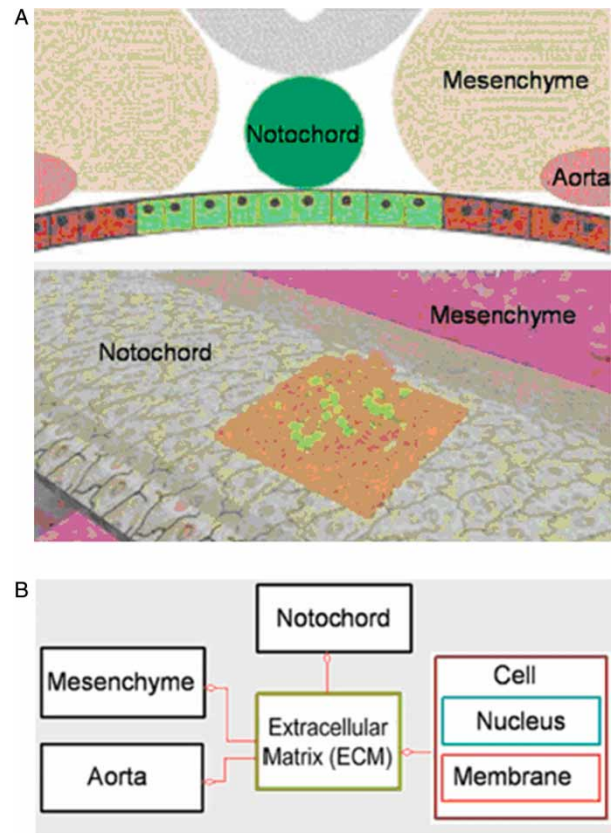 A
Mesenchyme
Notochord
Aorta
Mesenchyme
Notochord
B
Notochord
Mesenchyme
Cell
Nucleus
Extracellular
Matrix (ECM)
Aorta
Membrane